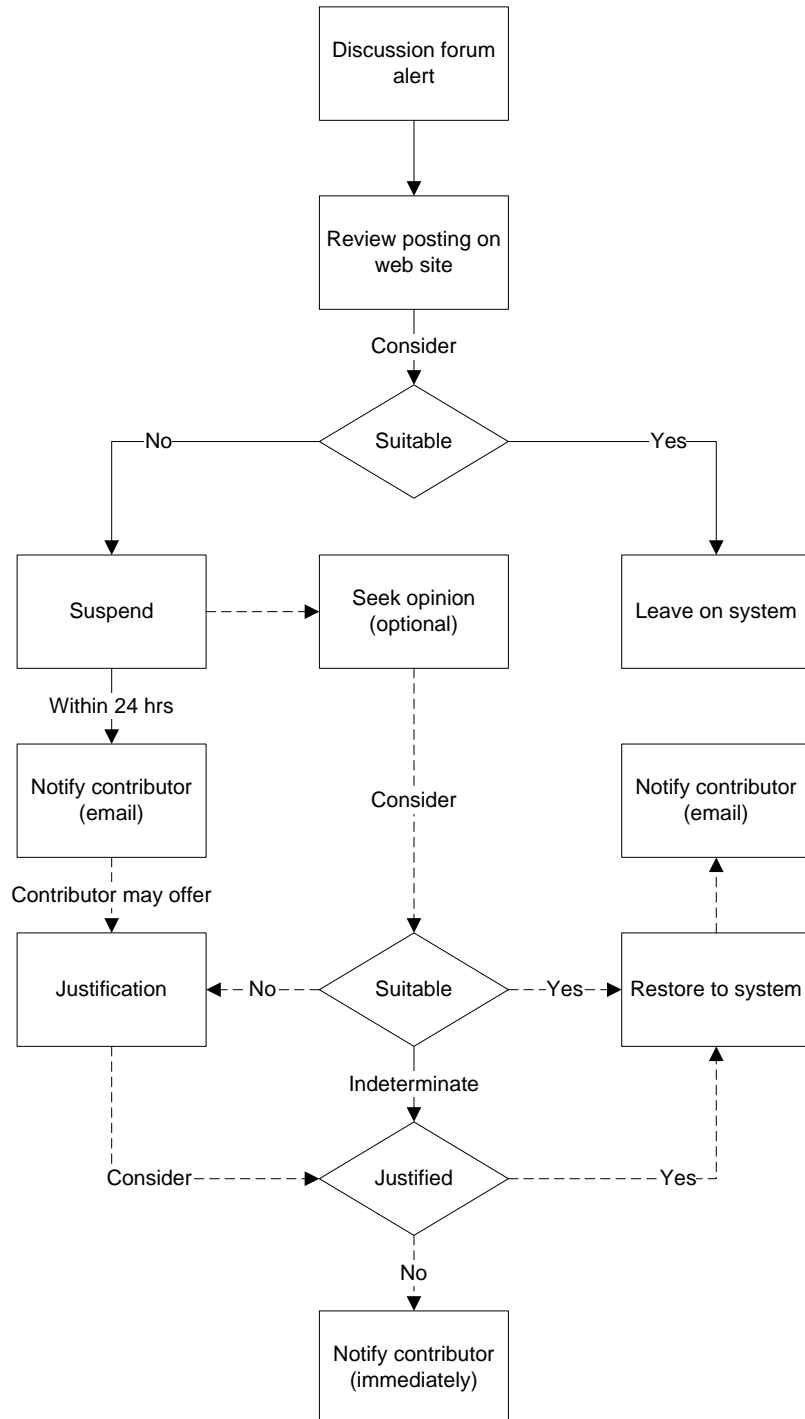 Discussion forum
alert
Review posting on
web site
Consider
Suitable
No
Yes
Suspend
Seek opinion
(optional)
Leave on system
Within 24 hrs
Notify contributor
(email)
Consider
Notify contributor
(email)
Contributor may offer
Justification
No
Suitable
Yes
Restore to system
Indeterminate
Consider
Justified
Yes
No
Notify contributor
(immediately)